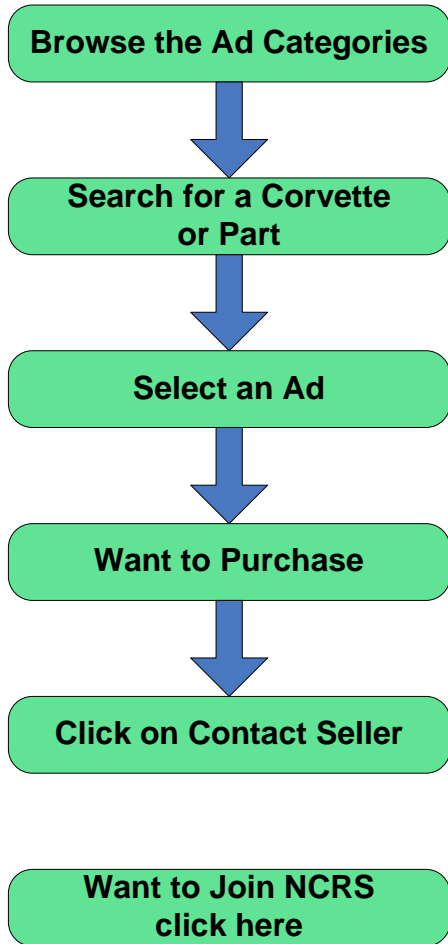 Browse the Ad Categories
Search for a Corvette
or Part
Select an Ad
Want to Purchase
Click on Contact Seller
Want to Join NCRS
click here